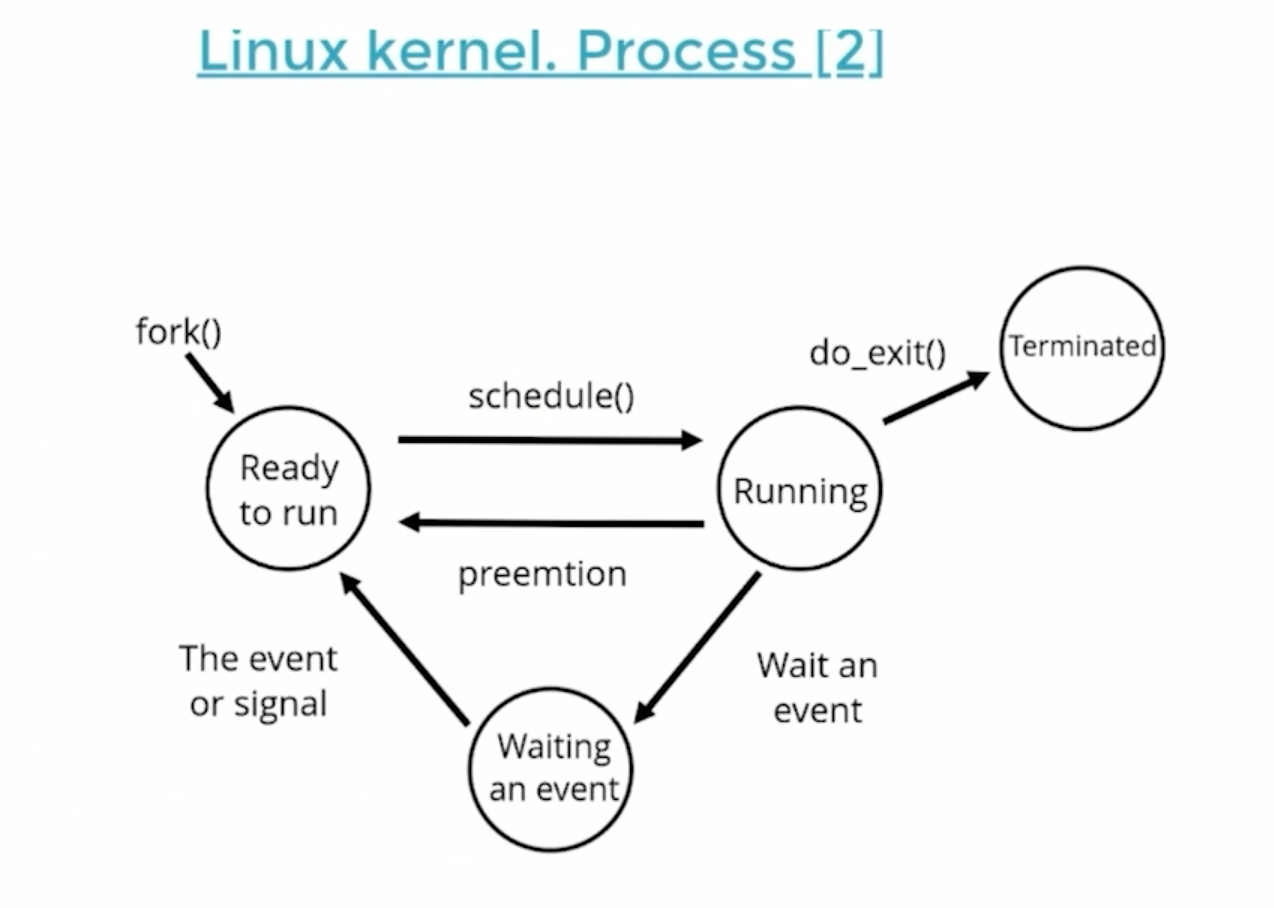 Linux kernel. Process [2]
fork()
do_exit()
Terminated
schedule()
Ready
to run
Running
preemtion
The event
or signal
Wait an
event
Waiting
an event